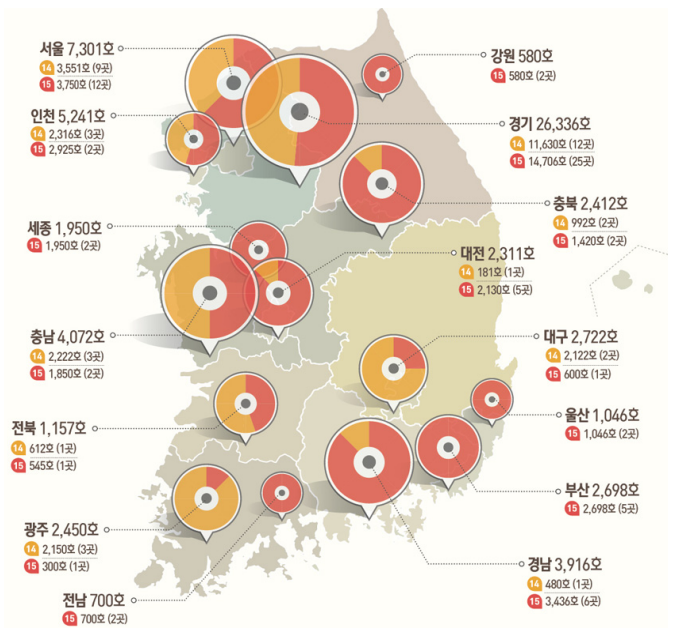 서울 7,301호
14 3,551호 (9곳)
15 3,750호 (12곳)
강원 580호
15 580호 (2곳)
인천 5,241호
14 2,316호 (3곳)
15 2,925호 (2곳)
경기 26,336호
14 11,630호 (12곳)
15 14,706호 (25곳)
충북 2,412호
14 992호 (2곳)
15 1,420호 (2곳)
세종 1,950호
15 1,950호 (2곳)
대전 2,311호
14 181호 (1곳)
15 2,130호 (5곳)
충남 4,072호
14 2,222호 (3곳)
15 1,850호 (2곳)
대구 2,722호
14 2,122호 (2곳)
15 600호 (1곳)
전북 1,157호
14 612호 (1곳)
15 545호 (1곳)
울산 1,046호
15 1,046호 (2곳)
부산 2,698호
15 2,698호 (5곳)
광주 2,450호
14 2,150호 (3곳)
15 300호 (1곳)
경남 3,916호
14 480호 (1곳)
15 3,436호 (6곳)
전남 700호
15 700호 (2곳)